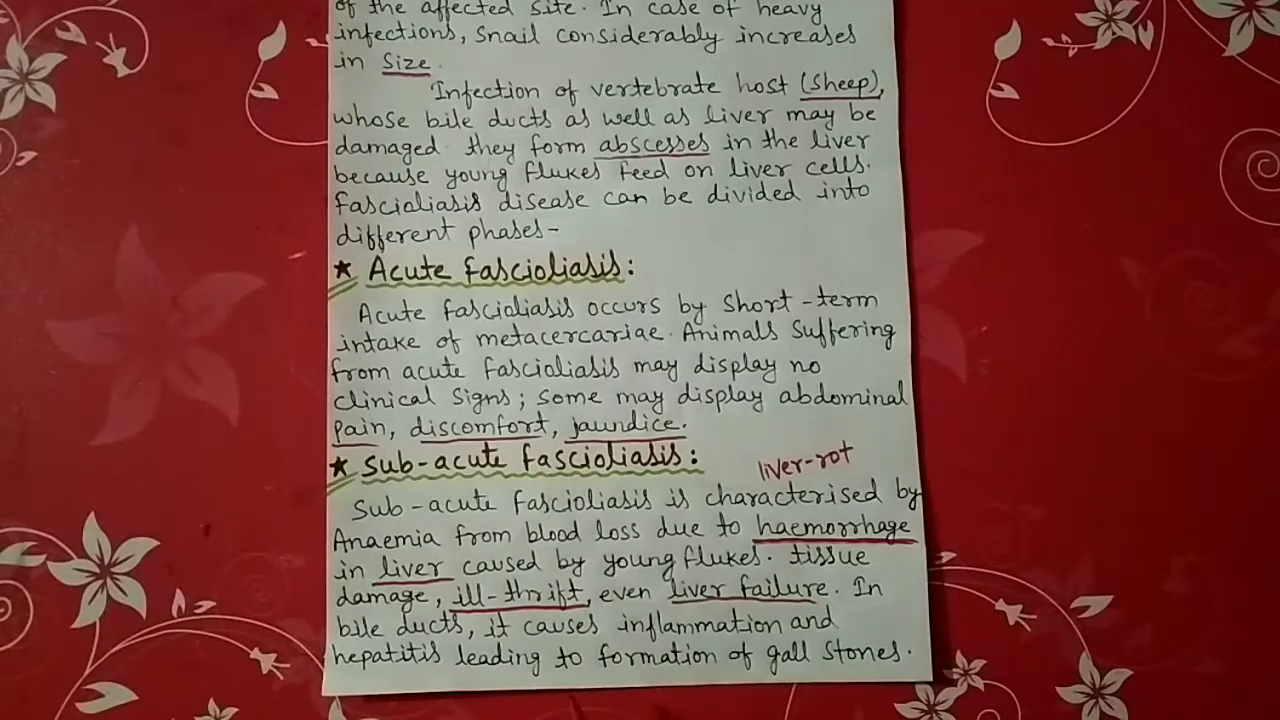 of the affected site. In case of heavy
infections, Snail considerably increases
in Size.
Infection of vertebrate host (Sheep),
whose bile ducts as well as liver may be
damaged. they form abscesses in the liver
because young flukes feed on liver cells.
fascioliasis disease can be divided into
different phases-
★ Acute fascioliasis:
Acute fascioliasis occurs by Short-term
intake of metacercariae. Animals Suffering
from acute fascioliasis may display no
clinical Signs; Some may display abdominal
pain, discomfort, jaundice.
★ Sub-acute fascioliasis:
liver-rot
Sub-acute fascioliasis is characterised by
Anaemia from blood loss due to haemorrhage
in liver caused by young flukes. tissue
damage, ill-thrift, even liver failure. In
bile ducts, it causes inflammation and
hepatitis leading to formation of gall Stones.